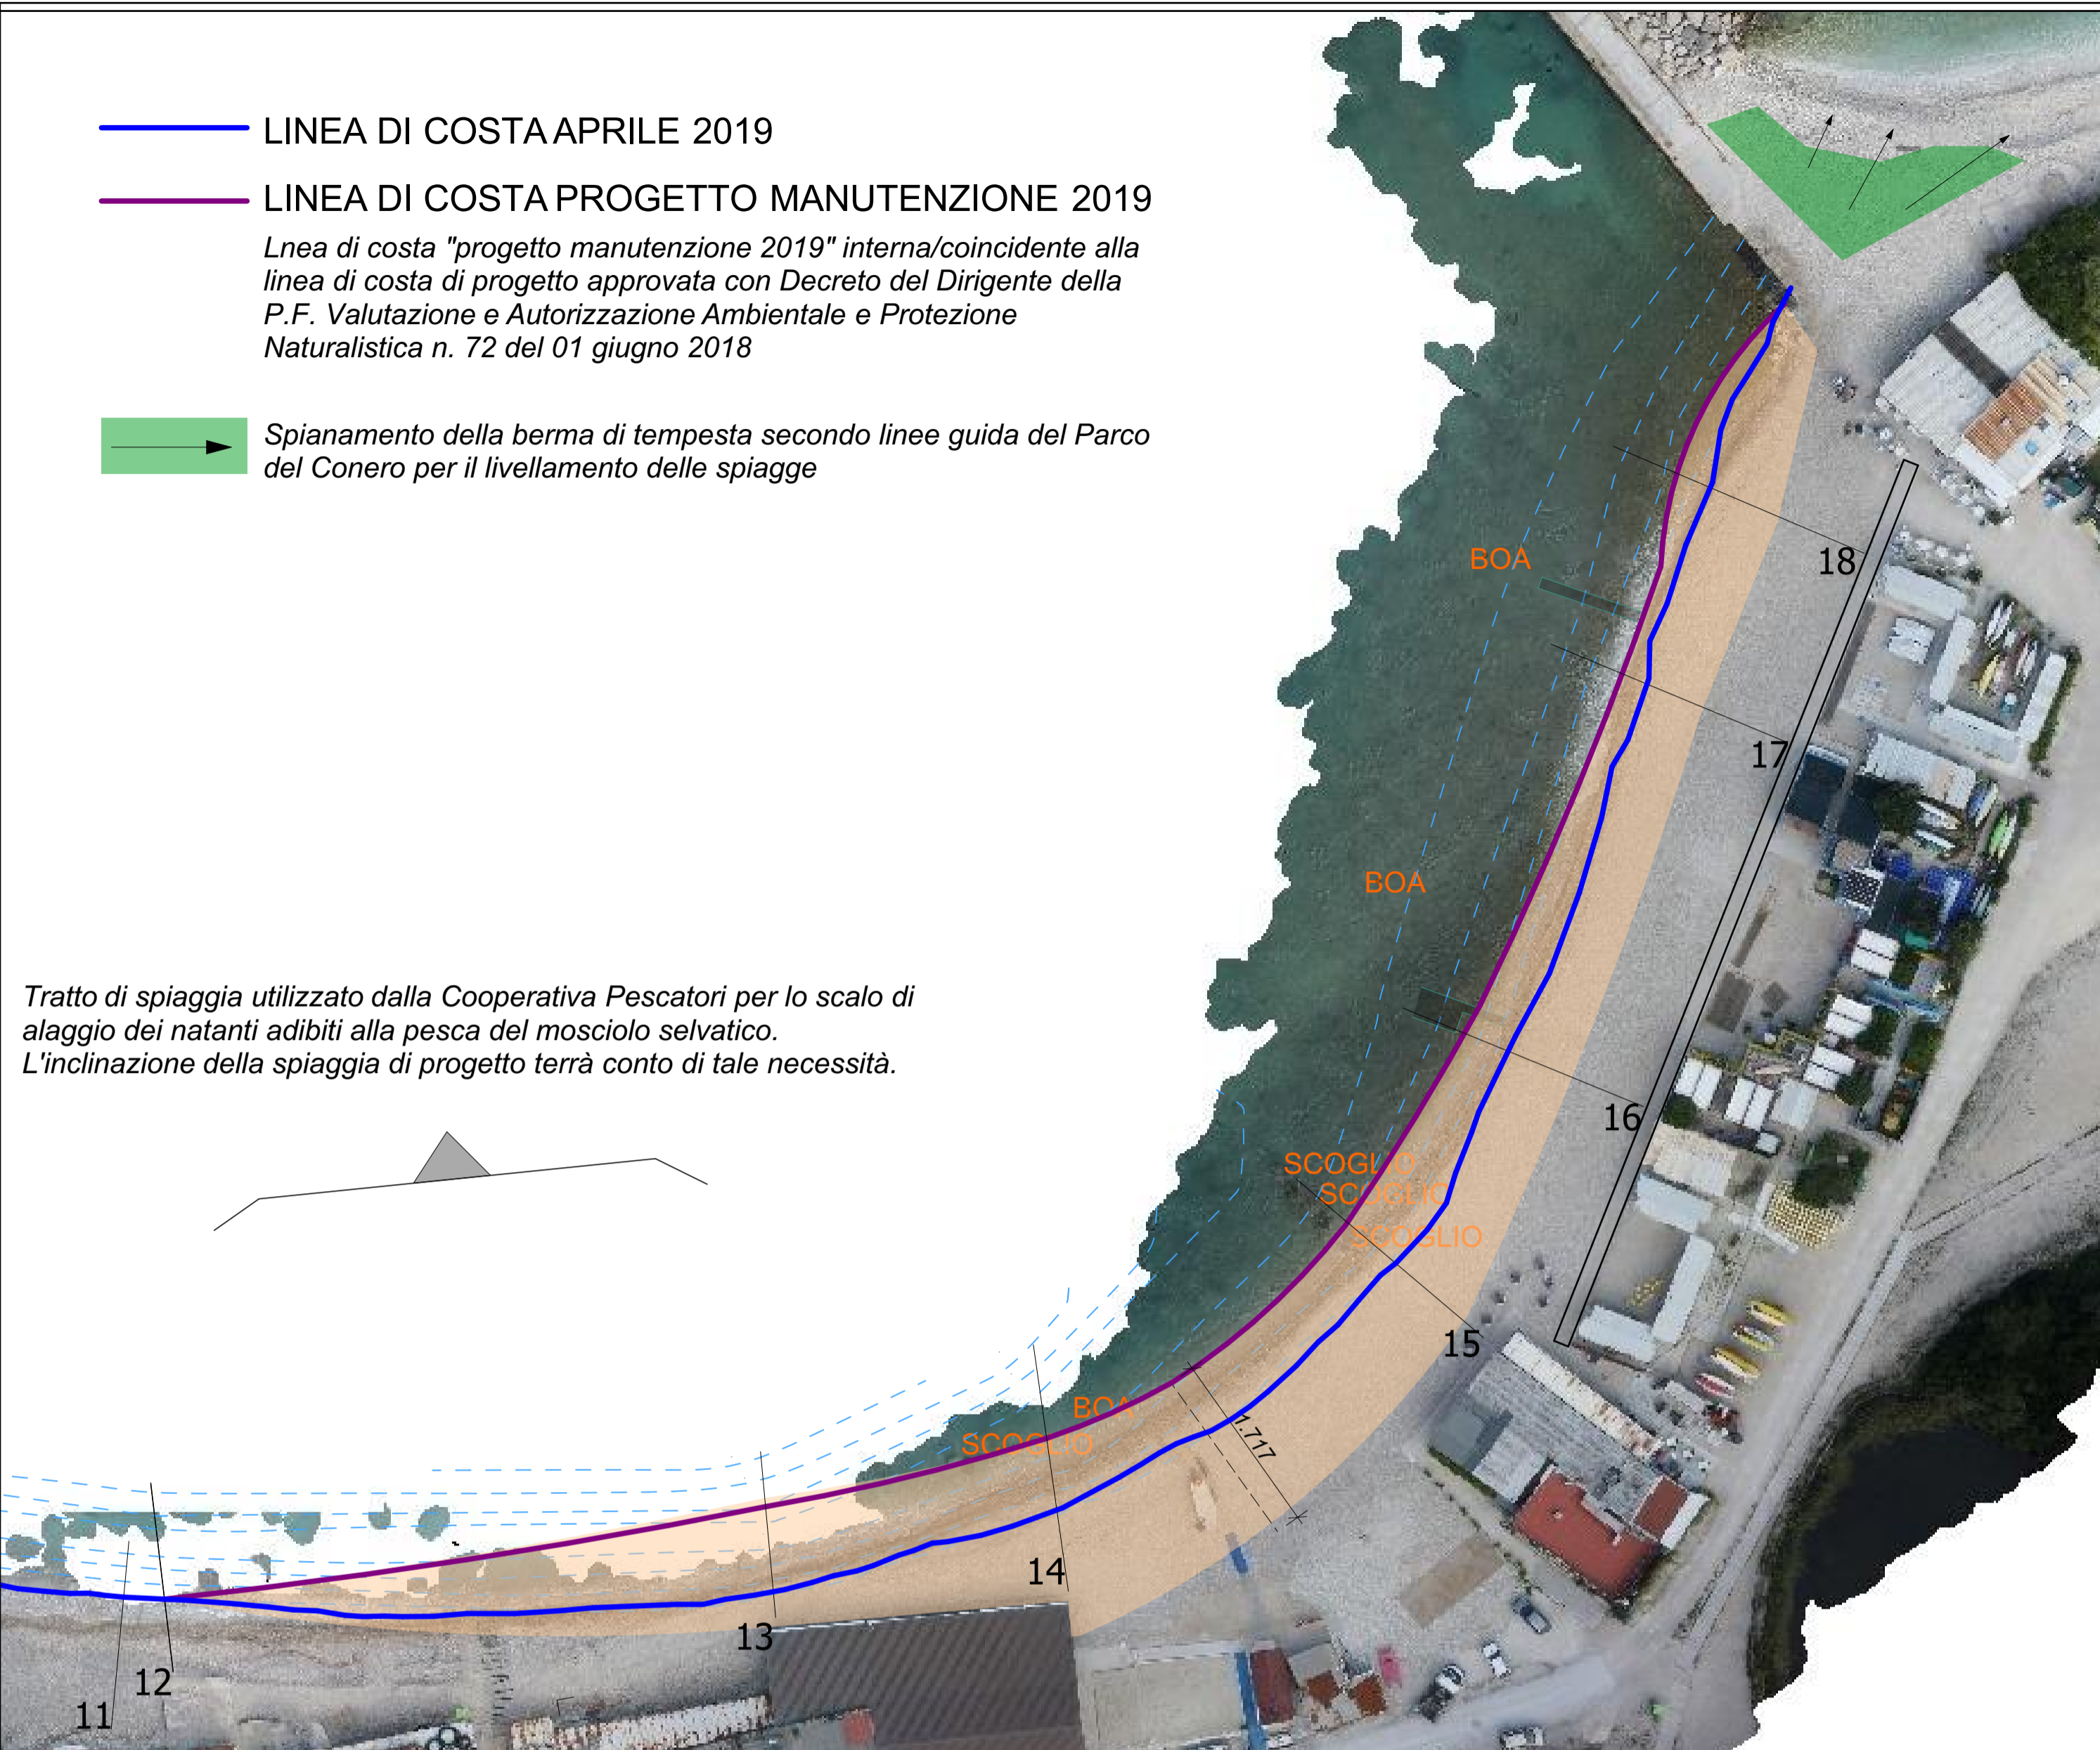 LINEA DI COSTA APRILE 2019
LINEA DI COSTA PROGETTO MANUTENZIONE 2019
Lnea di costa "progetto manutenzione 2019" interna/coincidente alla
linea di costa di progetto approvata con Decreto del Dirigente della
P.F. Valutazione e Autorizzazione Ambientale e Protezione
Naturalistica n. 72 del 01 giugno 2018
Spianamento della berma di tempesta secondo linee guida del Parco
del Conero per il livellamento delle spiagge
BOA
18
17
BOA
Tratto di spiaggia utilizzato dalla Cooperativa Pescatori per lo scalo di
alaggio dei natanti adibiti alla pesca del mosciolo selvatico.
L'inclinazione della spiaggia di progetto terrà conto di tale necessità.
16
SCOGLIO
SCOGLIO
SCOGLIO
15
BOA
SCOGLIO
1.717
14
13
12
11